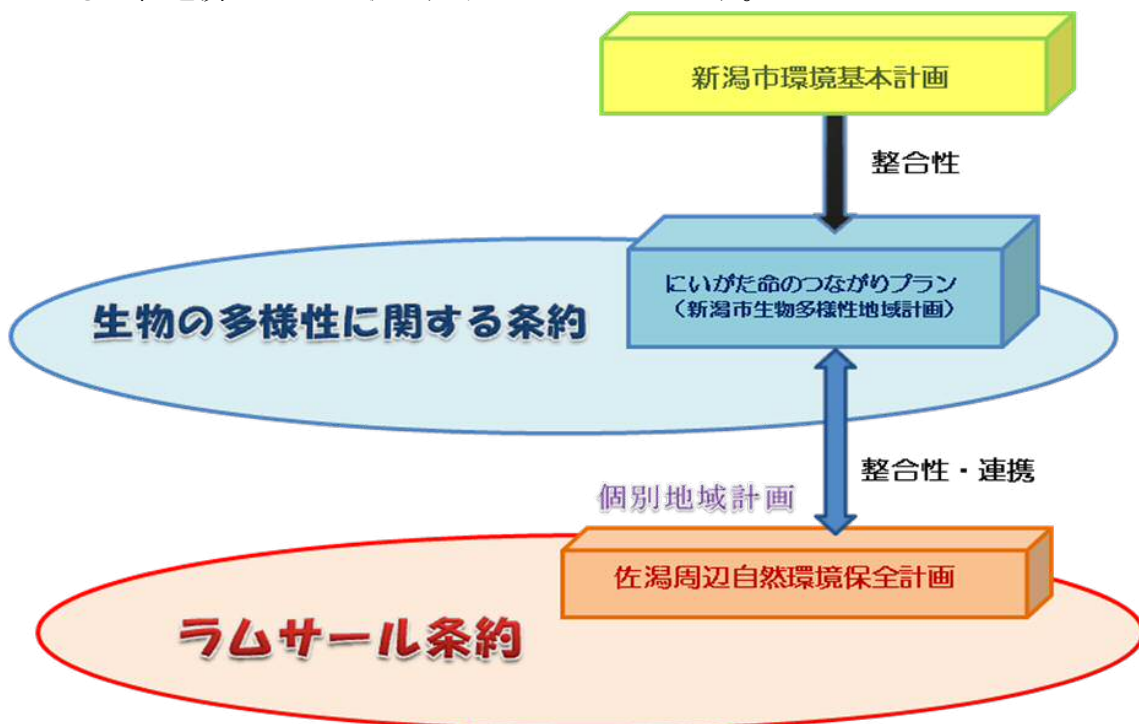 新潟市環境基本計画
整合性
にいがた命のつながりプラン
（新潟市生物多様性地域計画）
生物の多様性に関する条約
整合性・連携
個別地域計画
佐潟周辺自然環境保全計画
ラムサール条約